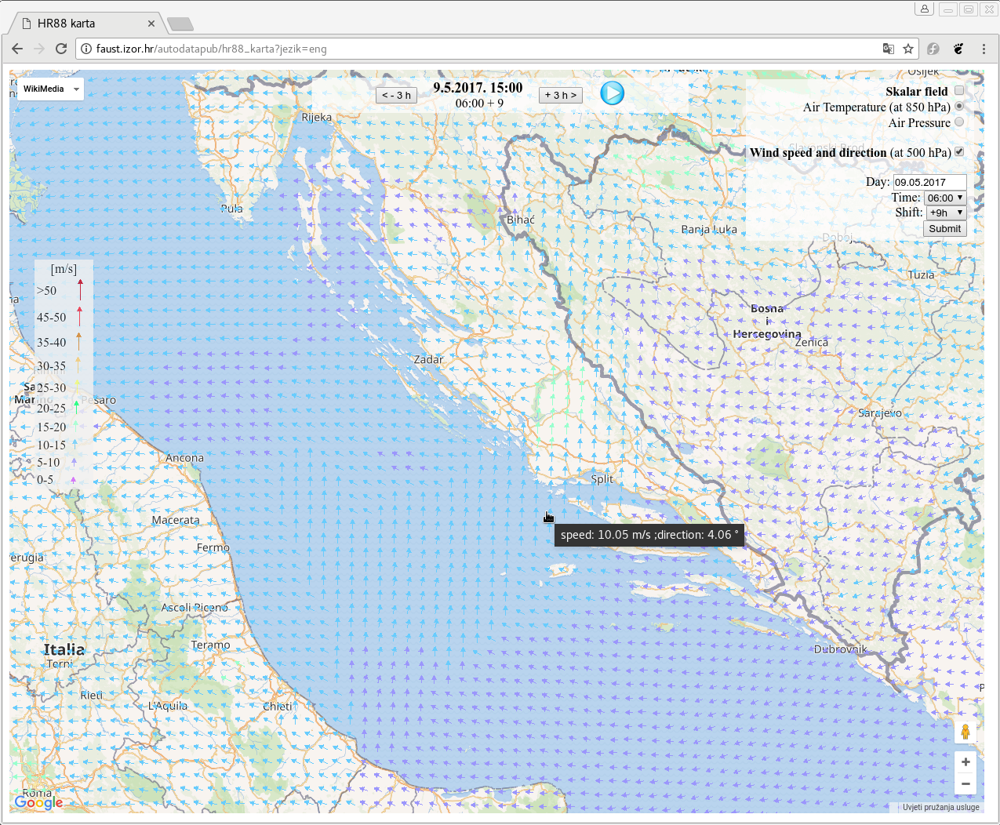 HR88 karta
faust.izor.hr/autodatapub/hr88_karta?jezik=eng
WikiMedia
< - 3 h
9.5.2017. 15:00
06:00 + 9
+ 3 h >
Osijek
Skalar field
Air Temperature (at 850 hPa)
Air Pressure
Slavonski Brod
Wind speed and direction (at 500 hPa)
Day: 09.05.2017
Time: 06:00
Shift: +9h
Submit
Rijeka
Pula
Bihać
Banja Luka
Doboj
Tuzla
[m/s]
>50
45-50
35-40
30-35
25-30
20-25
15-20
10-15
5-10
0-5
Bosna
i
Hercegovina
Zenica
Zadar
Sarajevo
San
Marino
Pesaro
Ancona
Split
Macerata
speed: 10.05 m/s ;direction: 4.06 °
Fermo
erugia
Ascoli Piceno
Teramo
Italia
Terni
Dubrovnik
Rieti
L'Aquila
Chieti
P
Roma
Google
Uvjeti pružanja usluge